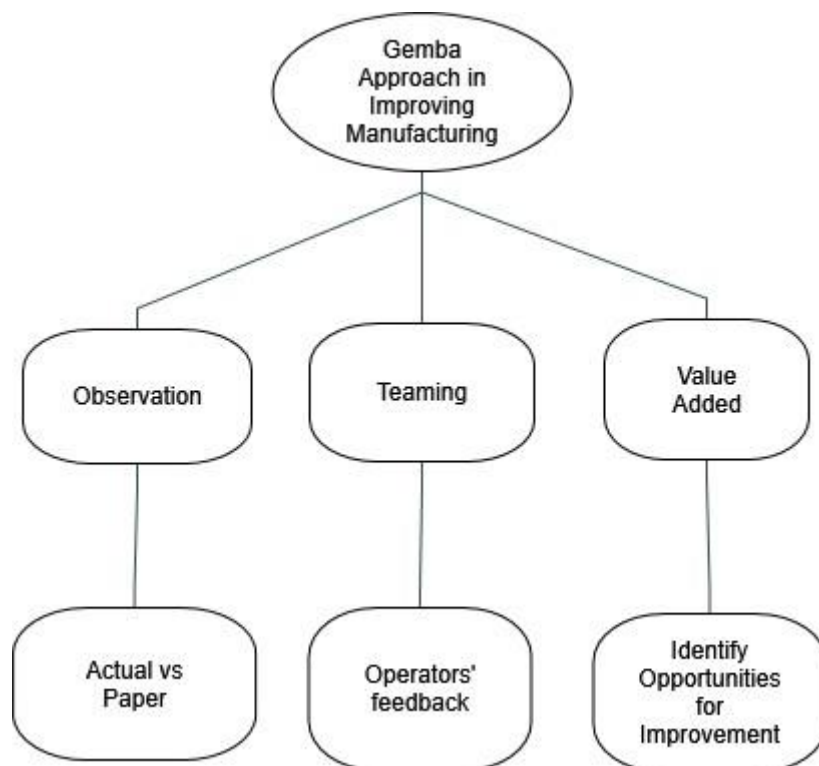 Gemba
Approach in
Improving
Manufacturing
Observation
Teaming
Value
Added
Actual vs
Paper
Operators'
feedback
Identify
Opportunities
for
Improvement